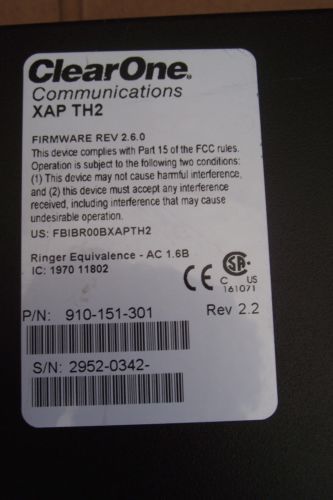 ClearOne®
Communications
XAP TH2
FIRMWARE REV 2.6.0
This device complies with Part 15 of the FCC rules.
Operation is subject to the following two conditions:
(1) This device may not cause harmful interference,
and (2) this device must accept any interference
received, including interference that may cause
undesirable operation.
US: FBIBR00BXAPTH2
Ringer Equivalence - AC 1.6B
IC: 1970 11802
CE SA® C US
161071
P/N: 910-151-301 Rev 2.2
S/N: 2952-0342-